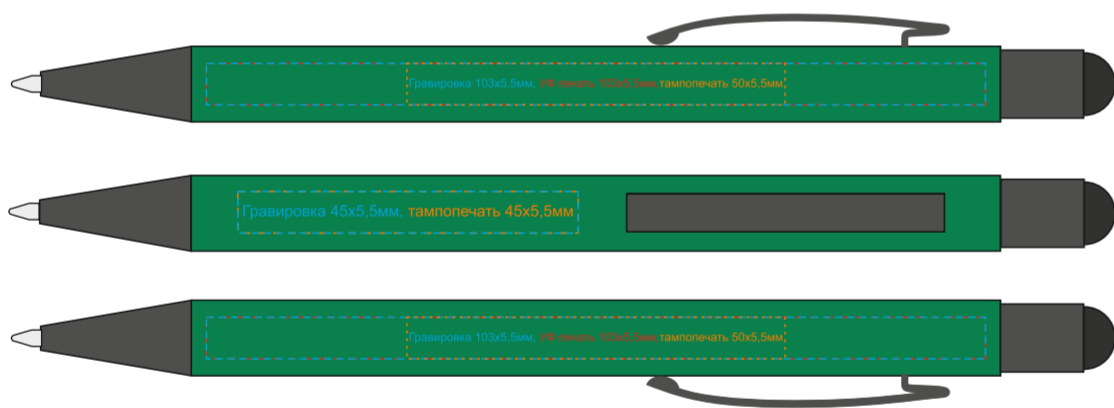 Гравировка 103х5,5мм, УФ печать 103х5,5мм тампопечать 50х5,5мм
Гравировка 45х5,5мм, тампопечать 45х5,5мм
Гравировка 103х5,5мм, УФ печать 103х5,5мм тампопечать 50х5,5мм